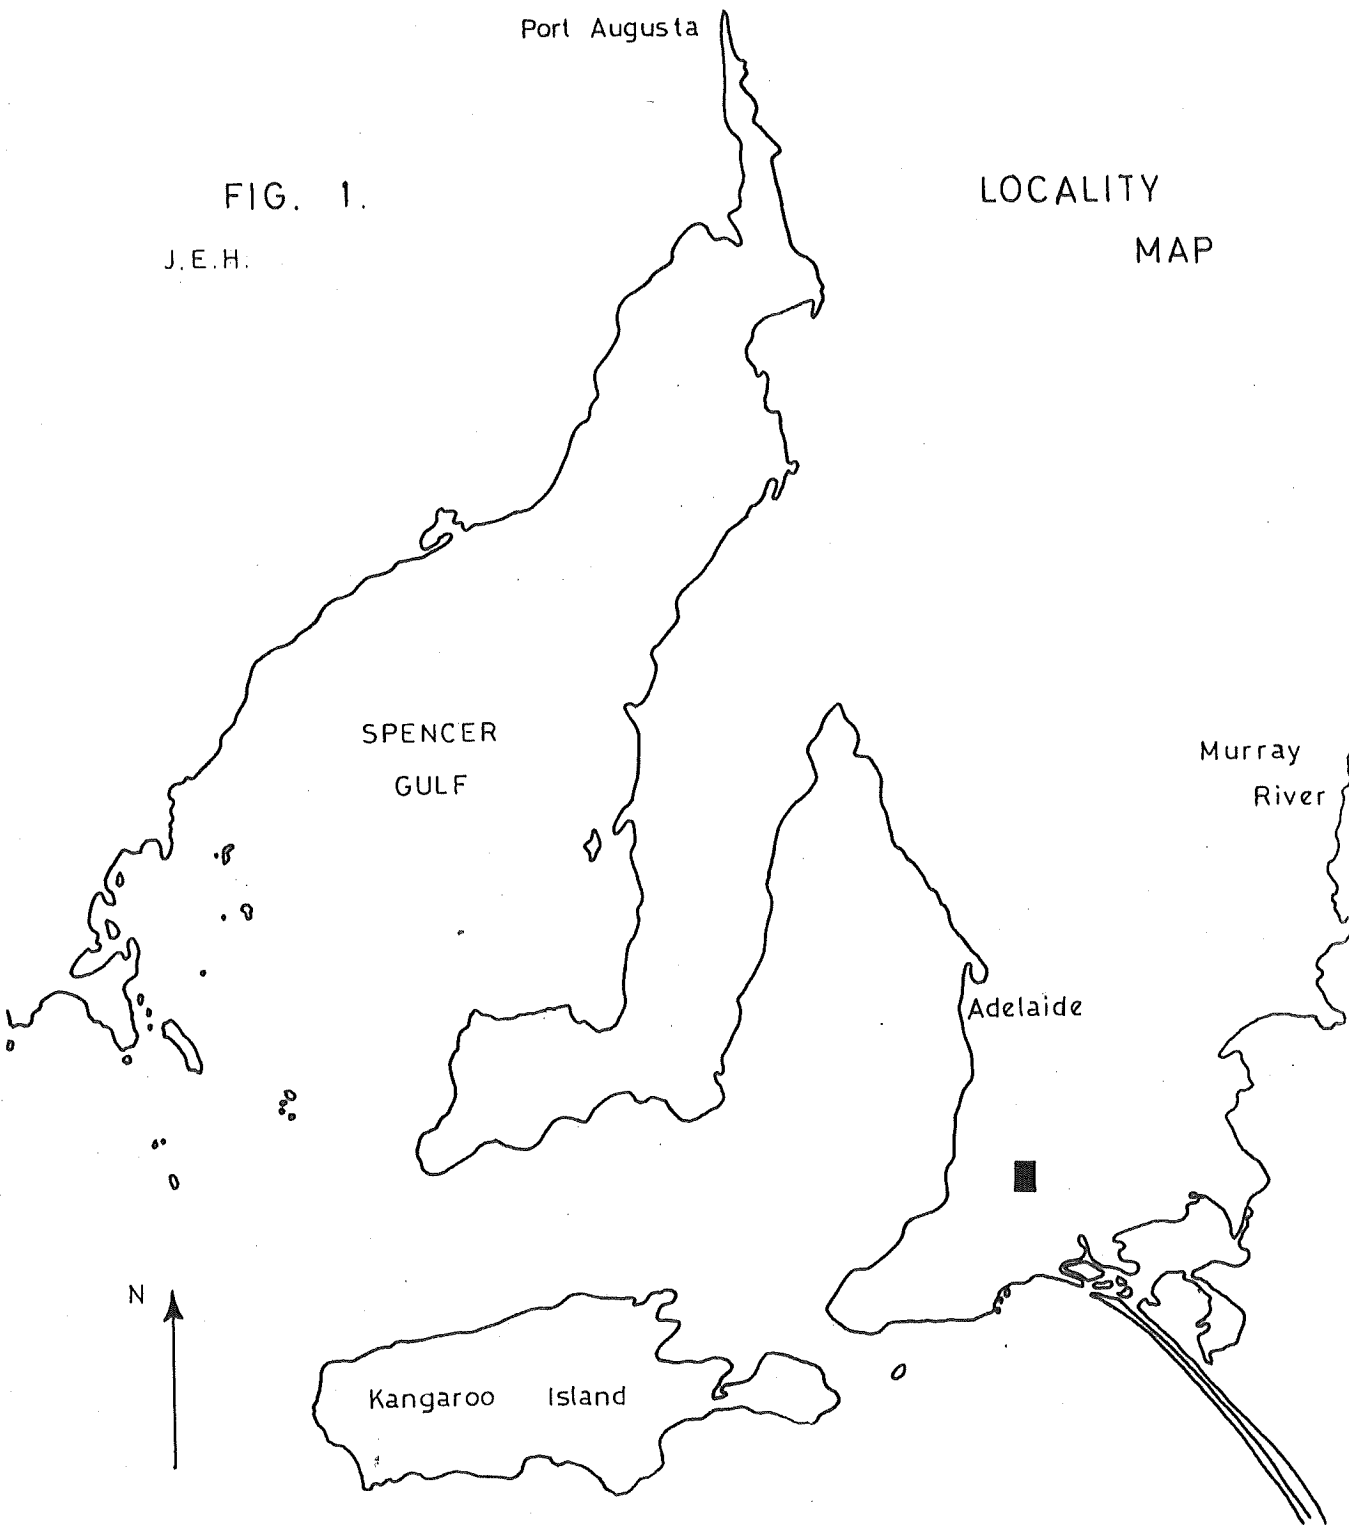 Port Augusta
FIG. 1.
J.E.H.
LOCALITY
MAP
SPENCER
GULF
Murray
River
Adelaide
N
Kangaroo Island